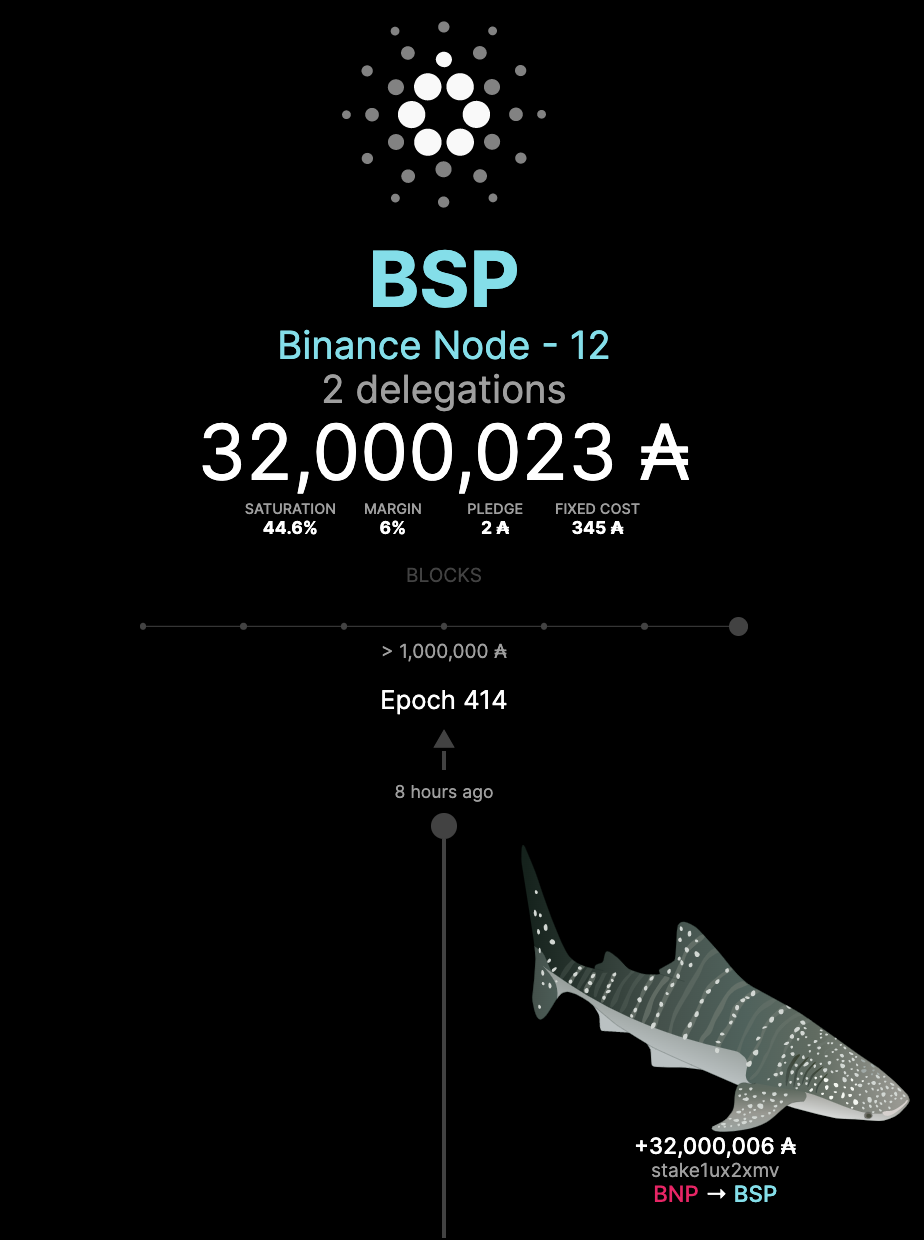 BSP
Binance Node - 12
2 delegations
32,000,023 ₳
SATURATION MARGIN PLEDGE FIXED COST
44.6% 6% 2 ₳ 345 ₳
BLOCKS
> 1,000,000 ₳
Epoch 414
8 hours ago
+32,000,006 ₳
stake1ux2xmv
BNP → BSP